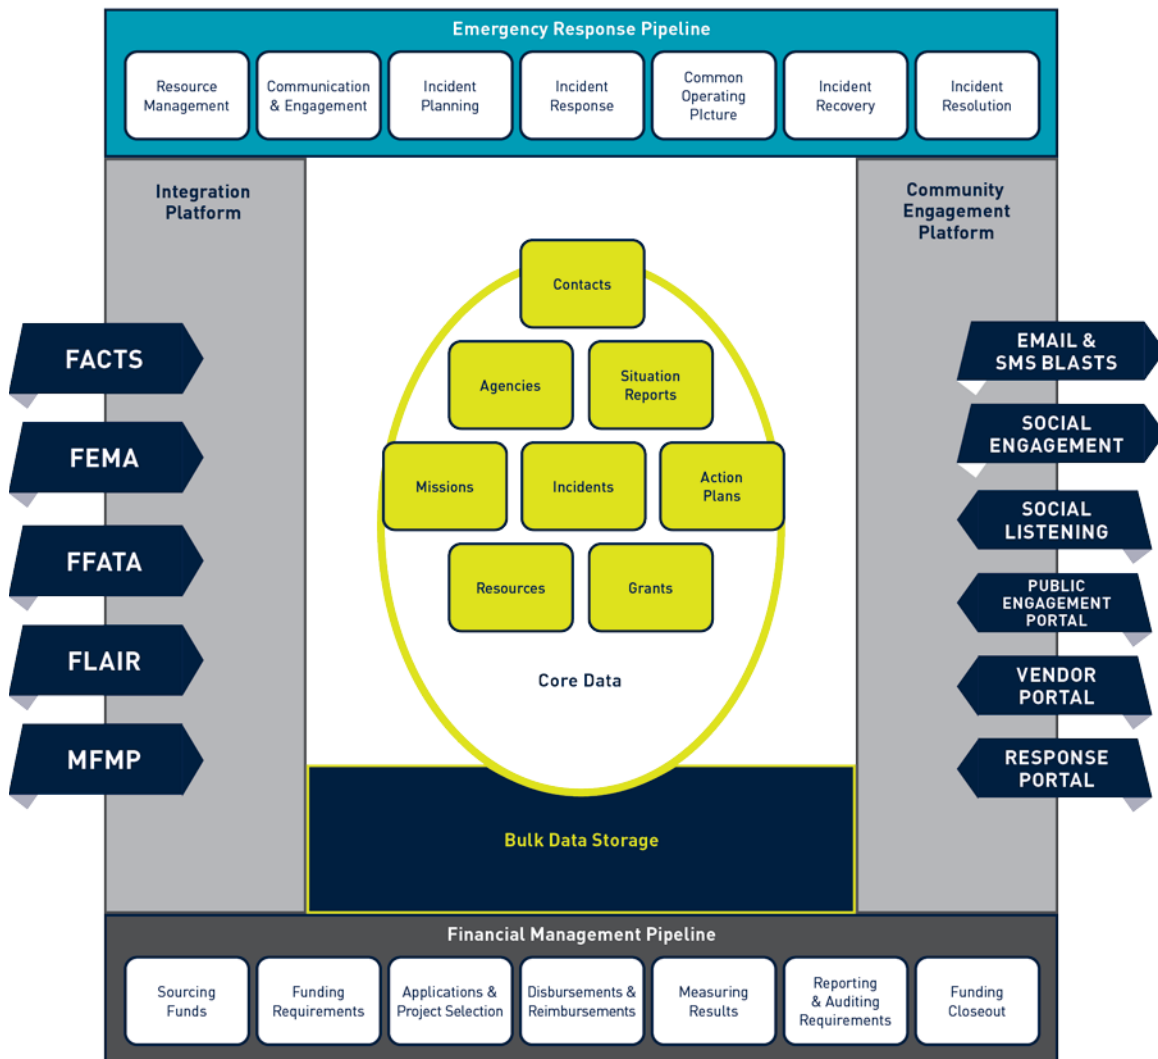 Emergency Response Pipeline
Resource
Management
Communication
& Engagement
Incident
Planning
Incident
Response
Common
Operating
PIcture
Incident
Recovery
Incident
Resolution
Integration
Platform
FACTS
FEMA
FFATA
FLAIR
MFMP
Contacts
Agencies
Situation
Reports
Missions
Incidents
Action
Plans
Resources
Grants
Core Data
Bulk Data Storage
Community
Engagement
Platform
EMAIL &
SMS BLASTS
SOCIAL
ENGAGEMENT
SOCIAL
LISTENING
PUBLIC
ENGAGEMENT
PORTAL
VENDOR
PORTAL
RESPONSE
PORTAL
Financial Management Pipeline
Sourcing
Funds
Funding
Requirements
Applications &
Project Selection
Disbursements &
Reimbursements
Measuring
Results
Reporting
& Auditing
Requirements
Funding
Closeout